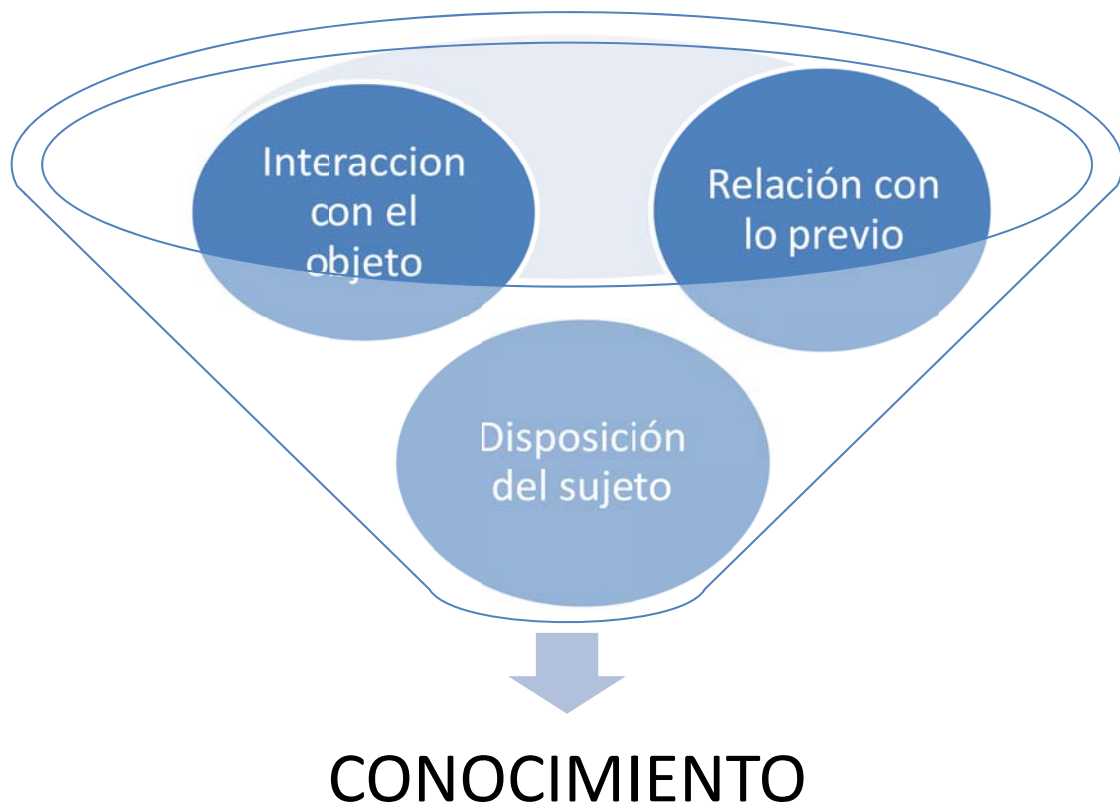 Interaccion
con el
objeto
Relación con
lo previo
Disposición
del sujeto
CONOCIMIENTO